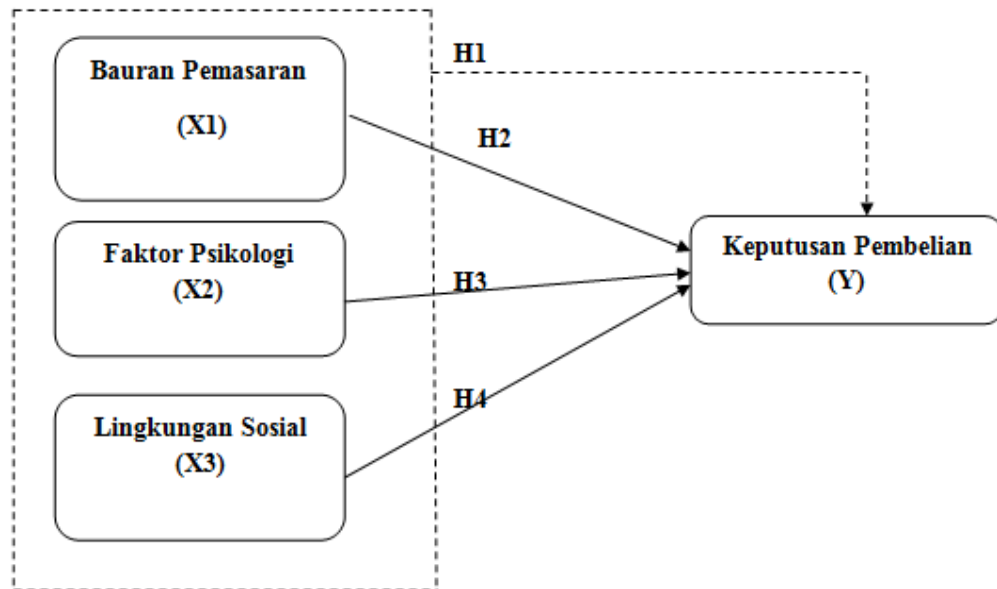 Bauran Pemasaran
(X1)
Faktor Psikologi
(X2)
Lingkungan Sosial
(X3)
H1
H2
H3
H4
Keputusan Pembelian
(Y)